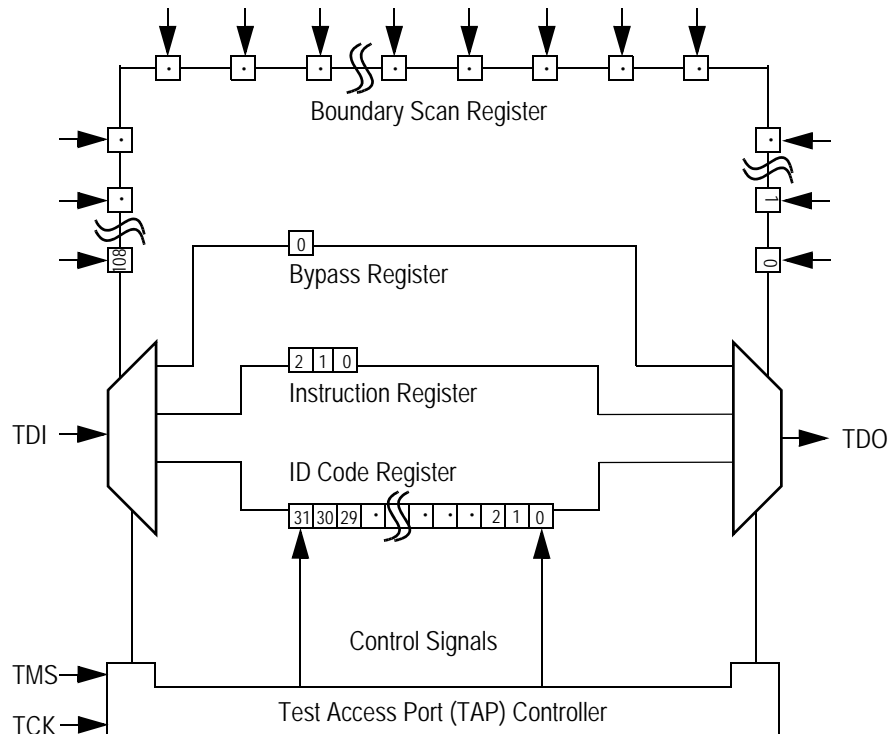 Boundary Scan Register
1
108
0
0
Bypass Register
2 1 0
Instruction Register
TDI
TDO
ID Code Register
31 30 29 · · · · 2 1 0
Control Signals
TMS
Test Access Port (TAP) Controller
TCK